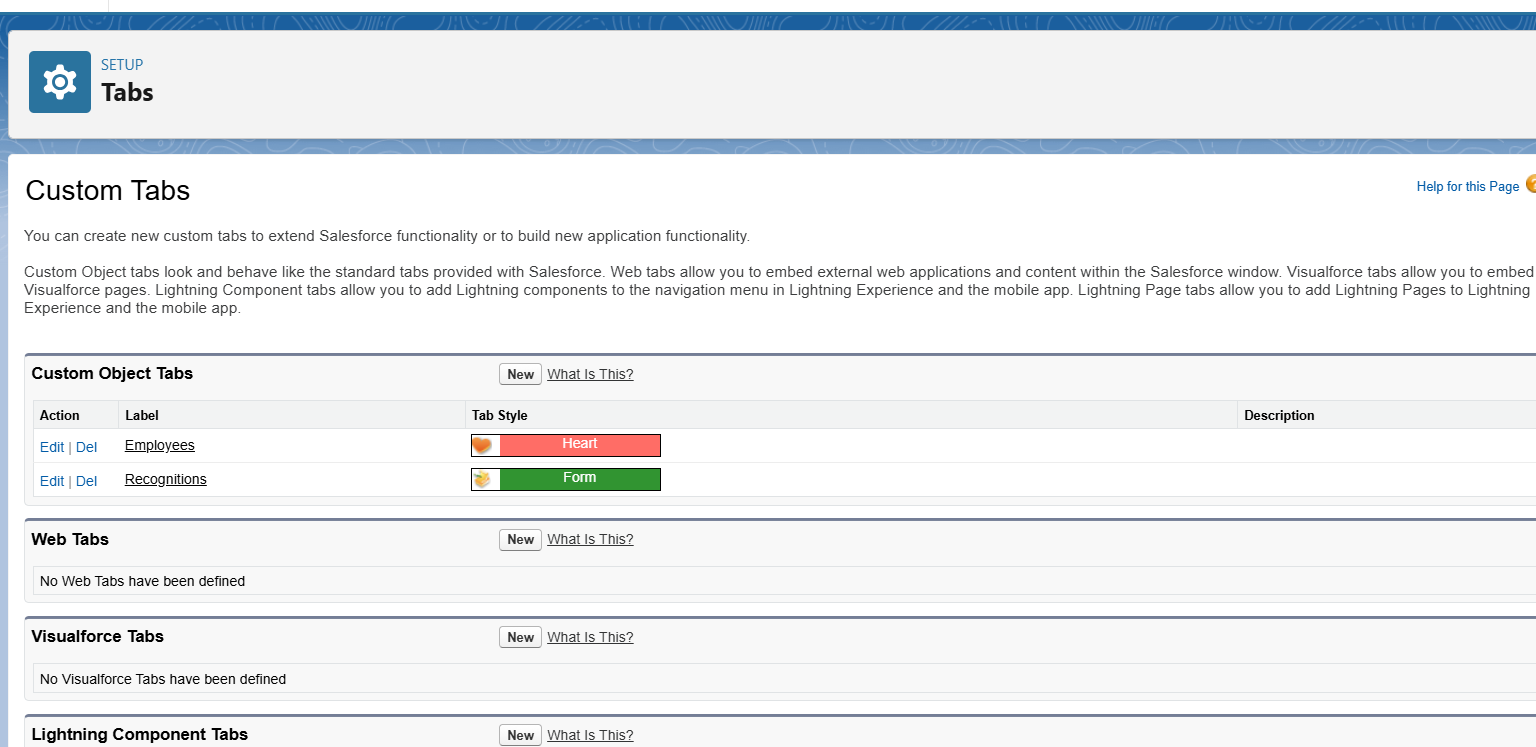 SETUP
Tabs
Custom Tabs
Help for this Page
You can create new custom tabs to extend Salesforce functionality or to build new application functionality.
Custom Object tabs look and behave like the standard tabs provided with Salesforce. Web tabs allow you to embed external web applications and content within the Salesforce window. Visualforce tabs allow you to embed
Visualforce pages. Lightning Component tabs allow you to add Lightning components to the navigation menu in Lightning Experience and the mobile app. Lightning Page tabs allow you to add Lightning Pages to Lightning
Experience and the mobile app.
Custom Object Tabs New What Is This?
Action Label Tab Style Description
Edit | Del Employees Heart
Edit | Del Recognitions Form
Web Tabs New What Is This?
No Web Tabs have been defined
Visualforce Tabs New What Is This?
No Visualforce Tabs have been defined
Lightning Component Tabs New What Is This?